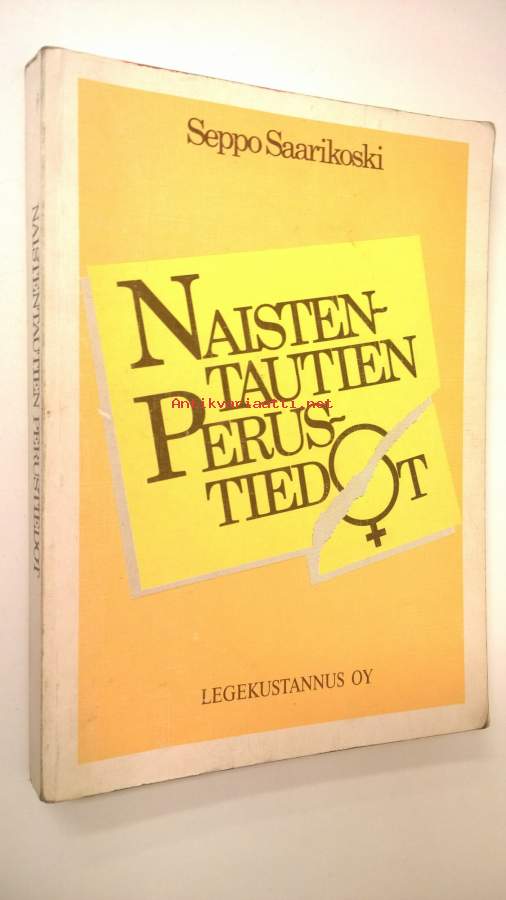 Seppo Saarikoski
NAISTEN-
TAUTIEN
PERUS-
TIEDOT
LEGEKUSTANNUS OY
NAISTENTAUTIEN PERUSTIEDOT
Antikvariaatti.net